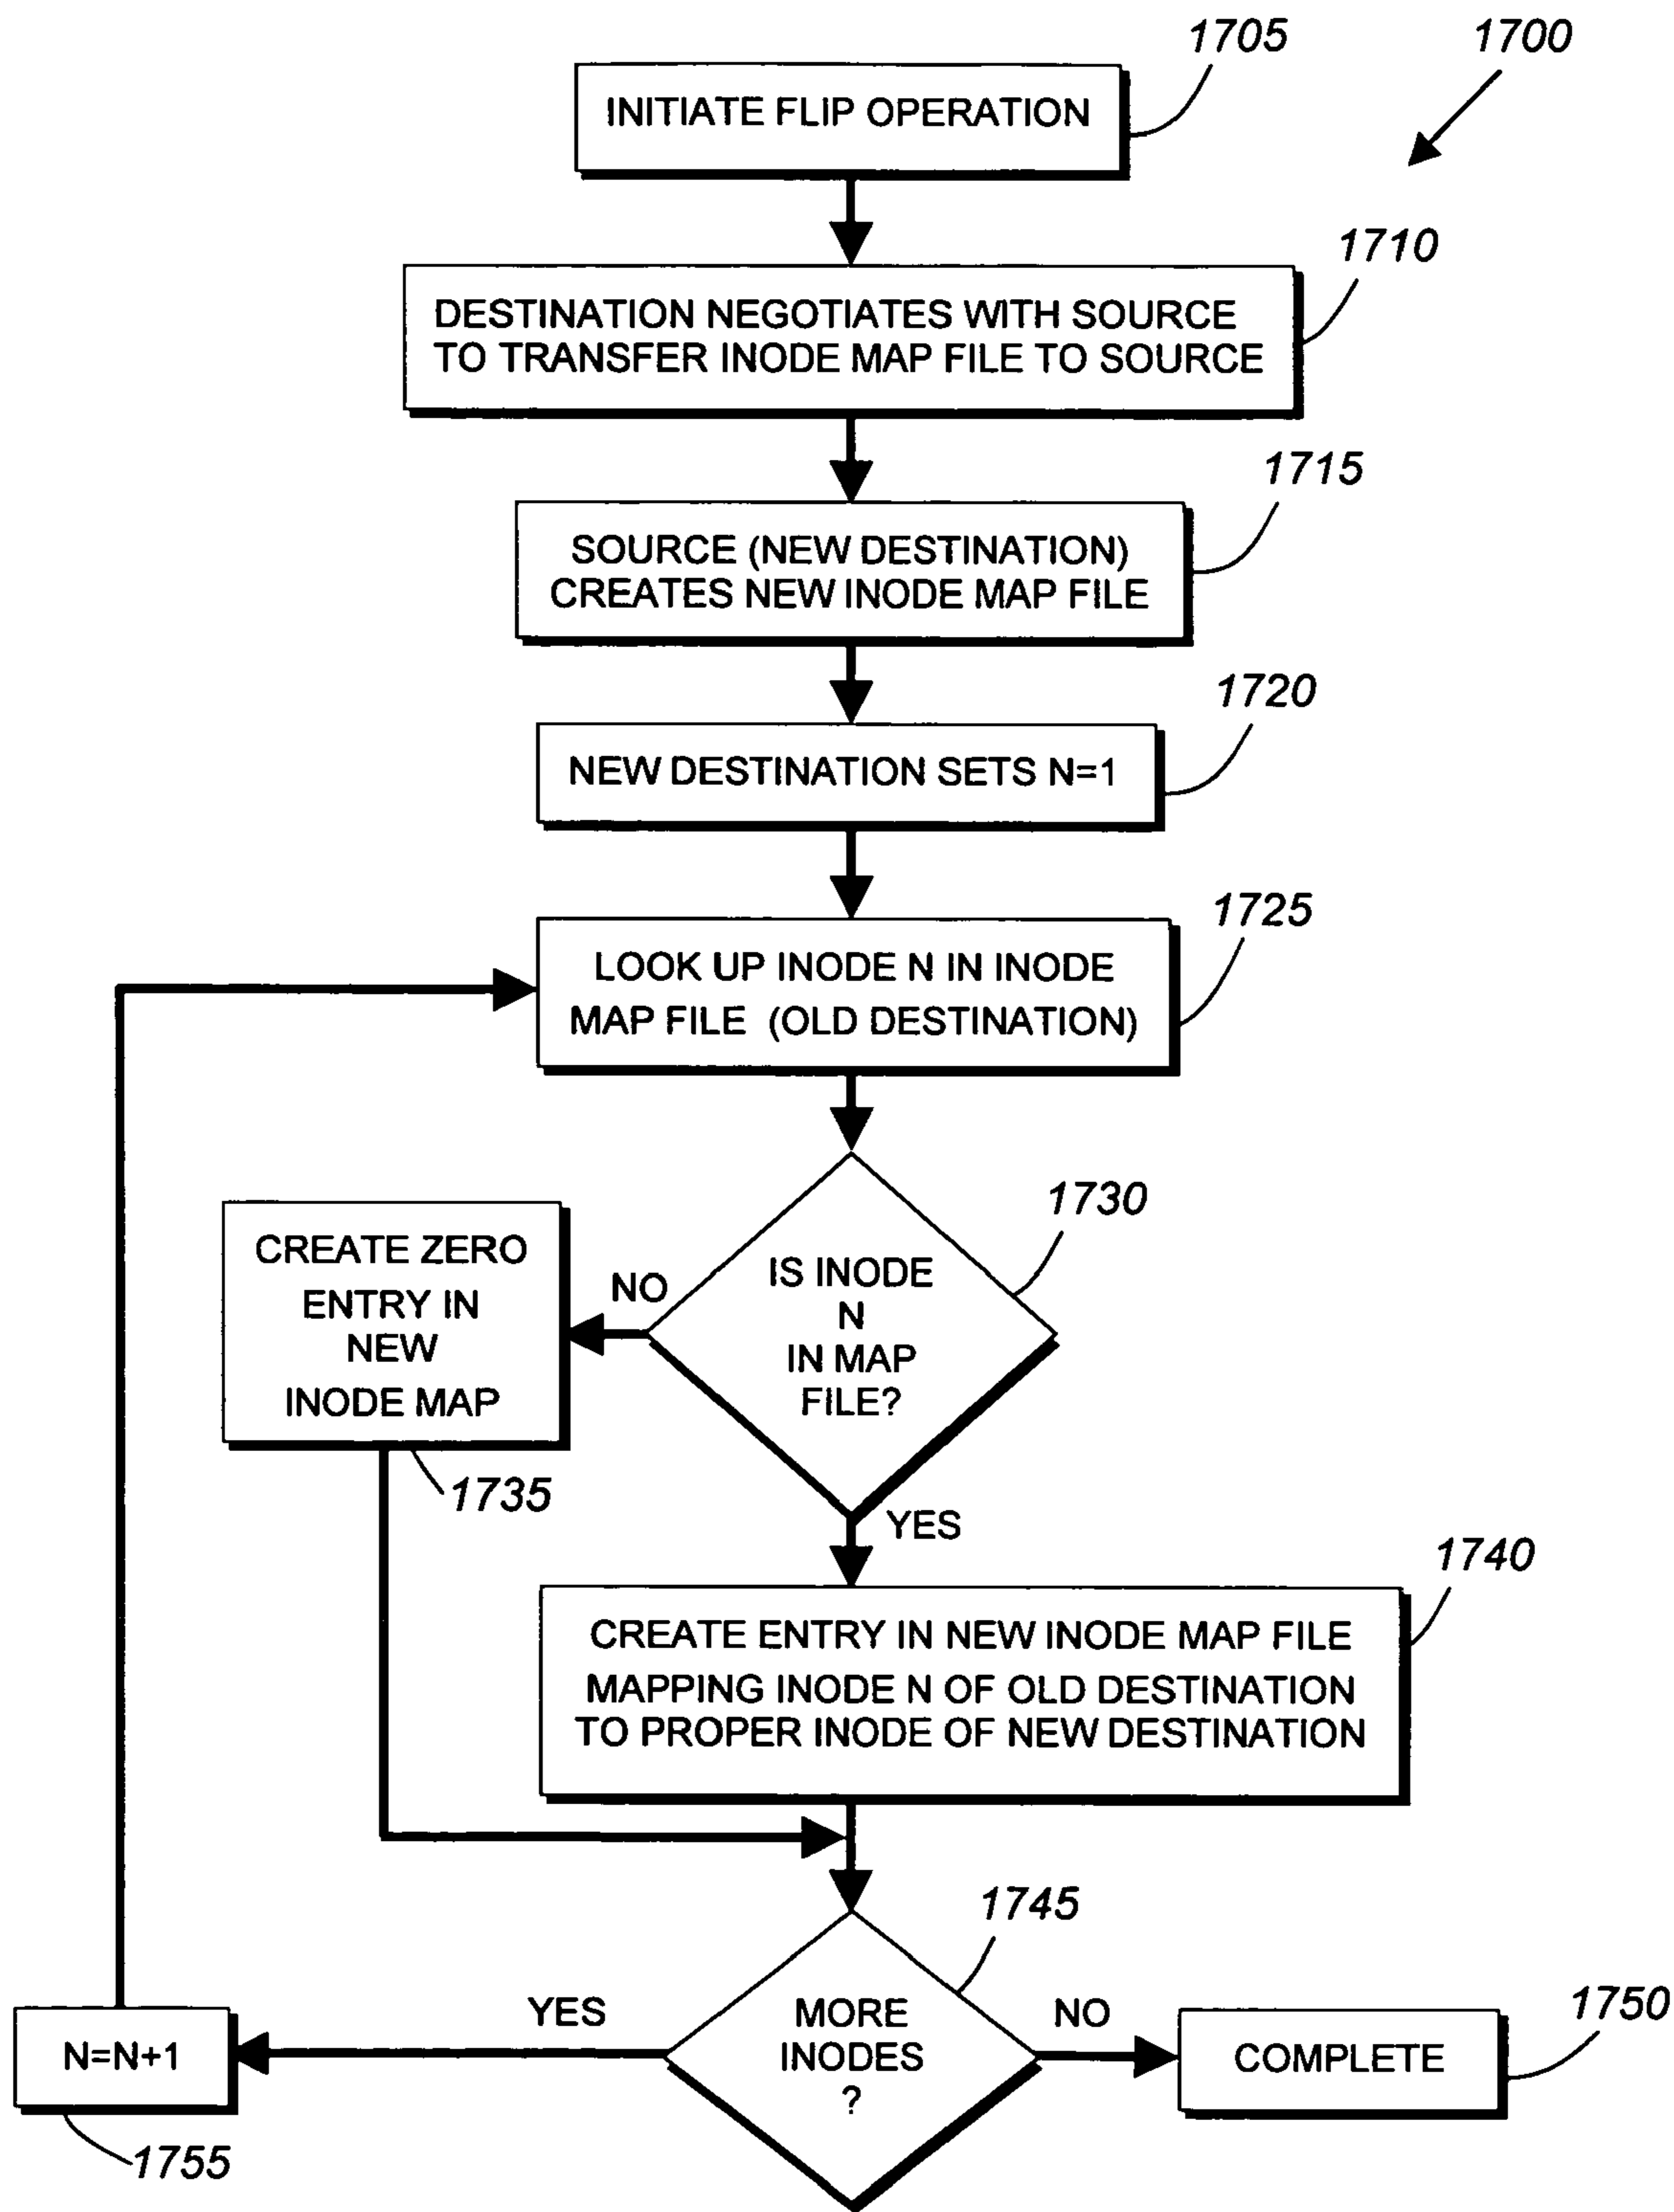 1705
1700
INITIATE FLIP OPERATION
1710
DESTINATION NEGOTIATES WITH SOURCE
TO TRANSFER INODE MAP FILE TO SOURCE
1715
SOURCE (NEW DESTINATION)
CREATES NEW INODE MAP FILE
1720
NEW DESTINATION SETS N=1
1725
LOOK UP INODE N IN INODE
MAP FILE (OLD DESTINATION)
1730
IS INODE
N
IN MAP
FILE?
NO
CREATE ZERO
ENTRY IN
NEW
INODE MAP
1735
YES
1740
CREATE ENTRY IN NEW INODE MAP FILE
MAPPING INODE N OF OLD DESTINATION
TO PROPER INODE OF NEW DESTINATION
1745
MORE
INODES
?
YES
NO
N=N+1
1755
COMPLETE
1750